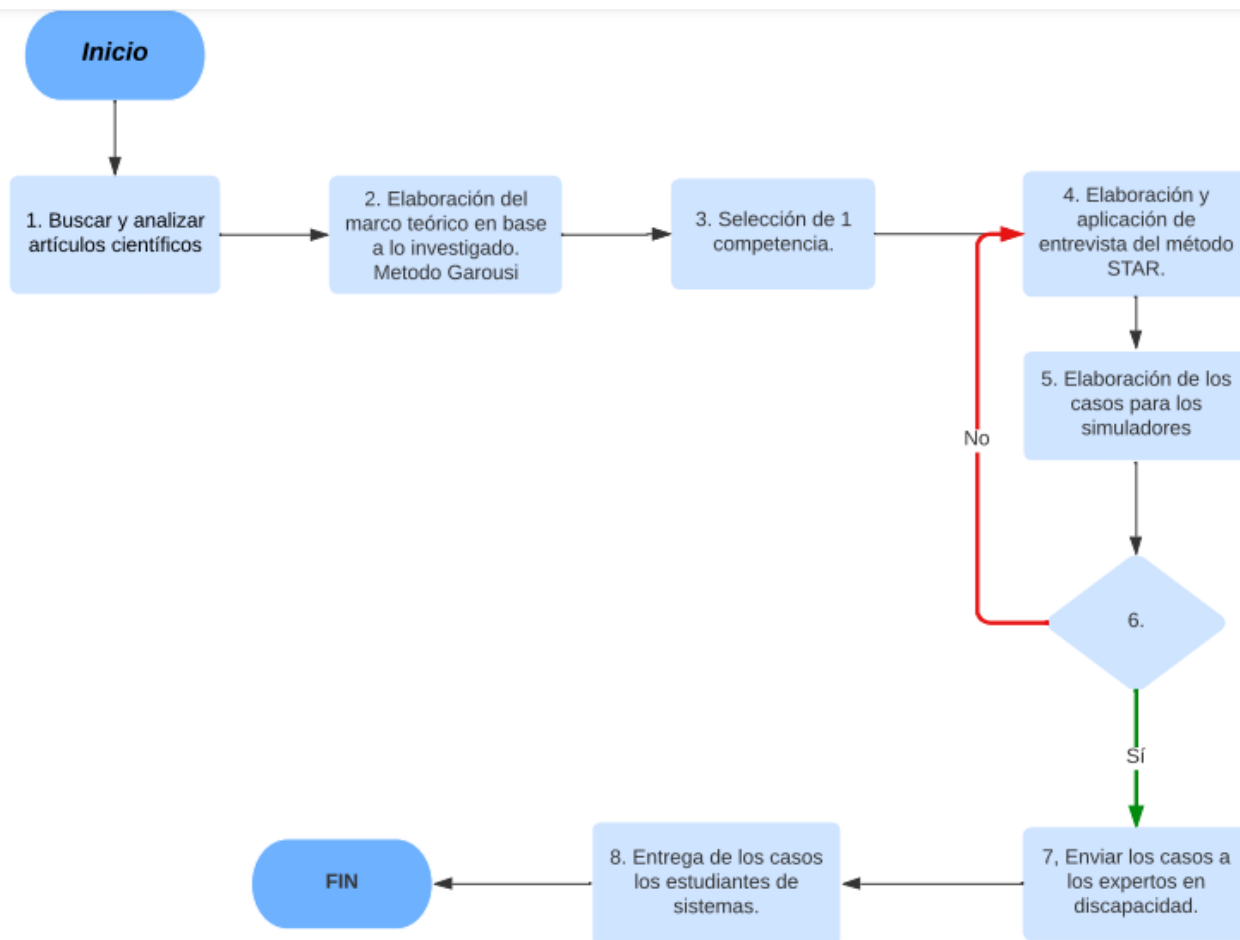 Inicio
1. Buscar y analizar
artículos científicos
2. Elaboración del
marco teórico en base
a lo investigado.
Metodo Garousi
3. Selección de 1
competencia.
4. Elaboración y
aplicación de
entrevista del método
STAR.
5. Elaboración de los
casos para los
simuladores
No
6.
Sí
7, Enviar los casos a
los expertos en
discapacidad.
8. Entrega de los casos
los estudiantes de
sistemas.
FIN